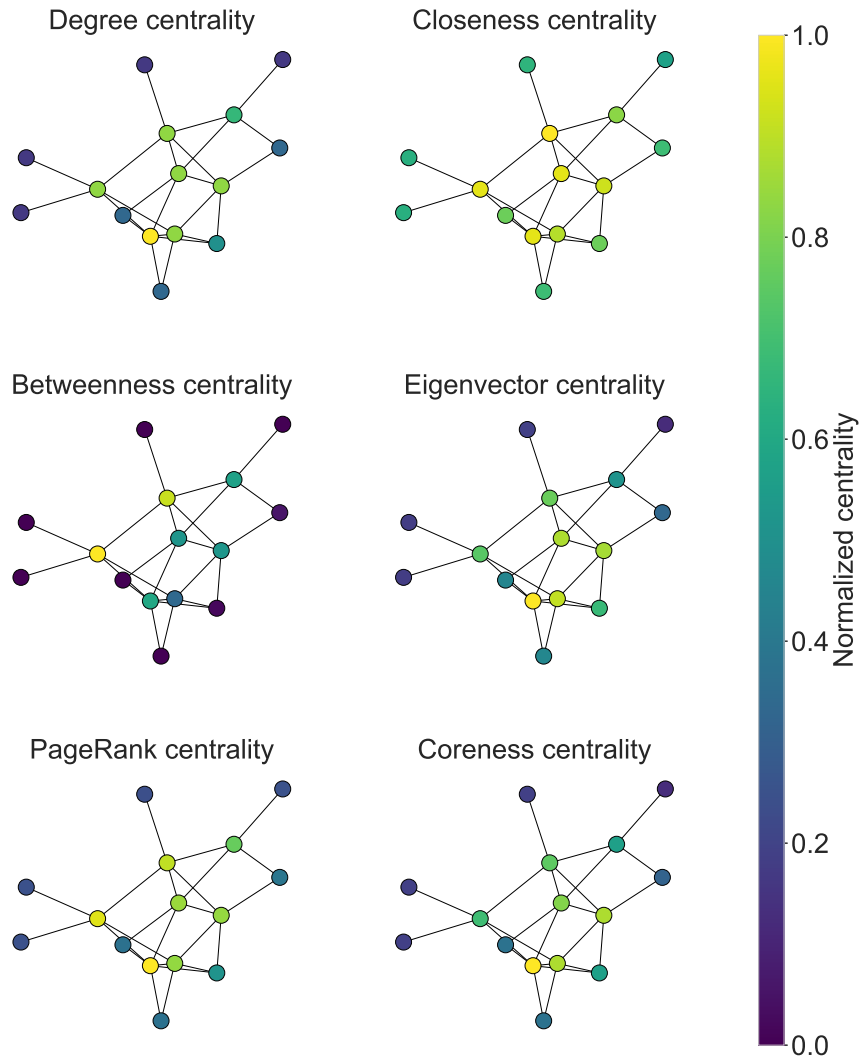 Degree centrality
Closeness centrality
Betweenness centrality
Eigenvector centrality
PageRank centrality
Coreness centrality
1.0
0.8
0.6
0.4
0.2
0.0
Normalized centrality